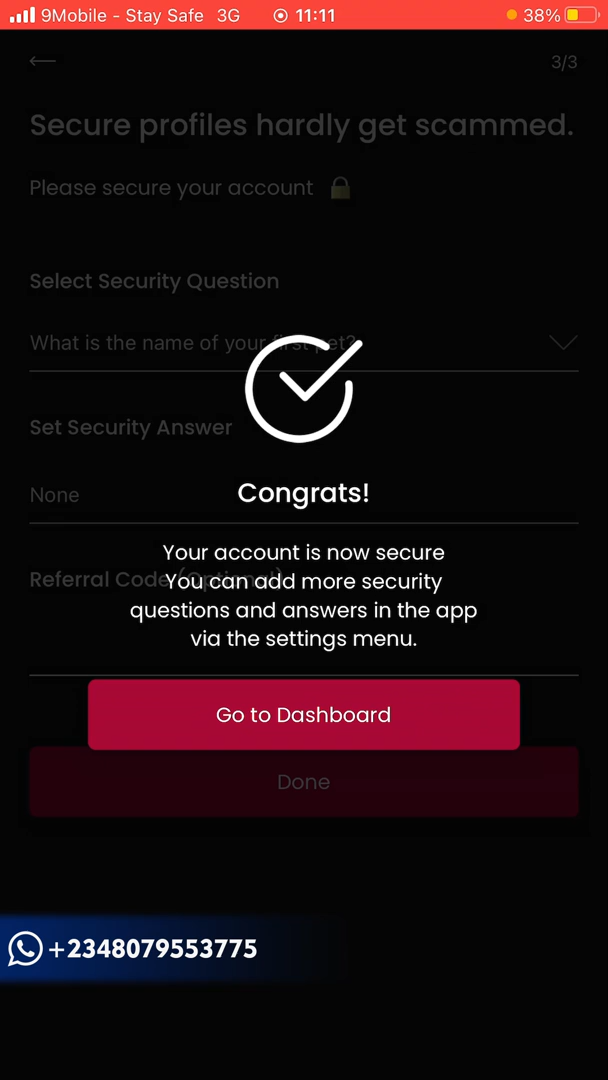 9Mobile - Stay Safe 3G 11:11 38%
3/3
Secure profiles hardly get scammed.
Please secure your account
Select Security Question
What is the name of your first pet?
Set Security Answer
None
Congrats!
Your account is now secure
Referral Code (Optional)
You can add more security
questions and answers in the app
via the settings menu.
Go to Dashboard
Done
+2348079553775